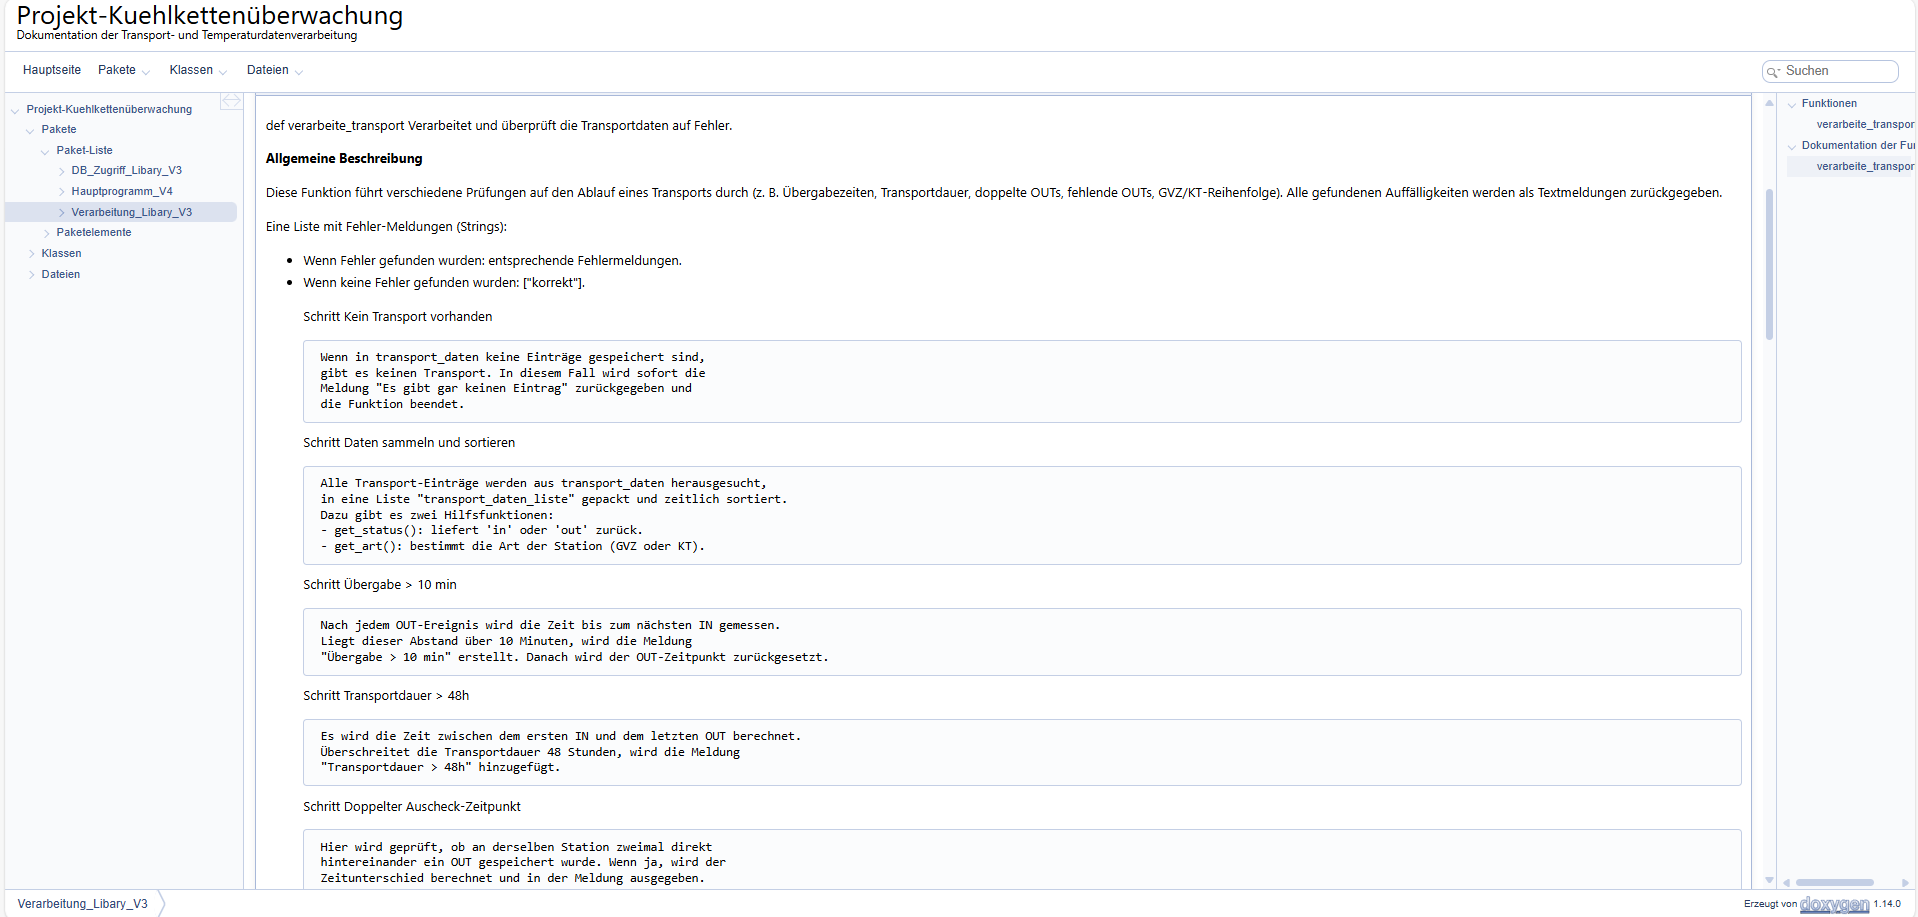 Projekt-Kuehlkettenüberwachung
Dokumentation der Transport- und Temperaturdatenverarbeitung
Hauptseite Pakete Klassen Dateien
Suchen
Projekt-Kuehlkettenüberwachung
Pakete
Paket-Liste
DB_Zugriff_Libary_V3
Hauptprogramm_V4
Verarbeitung_Libary_V3
Paketelemente
Klassen
Dateien
def verarbeite_transport Verarbeitet und überprüft die Transportdaten auf Fehler.
Allgemeine Beschreibung
Diese Funktion führt verschiedene Prüfungen auf den Ablauf eines Transports durch (z. B. Übergabezeiten, Transportdauer, doppelte OUTs, fehlende OUTs, GVZ/KT-Reihenfolge). Alle gefundenen Auffälligkeiten werden als Textmeldungen zurückgegeben.
Eine Liste mit Fehler-Meldungen (Strings):
• Wenn Fehler gefunden wurden: entsprechende Fehlermeldungen.
• Wenn keine Fehler gefunden wurden: ["korrekt"].
Schritt Kein Transport vorhanden
Wenn in transport_daten keine Einträge gespeichert sind,
gibt es keinen Transport. In diesem Fall wird sofort die
Meldung "Es gibt gar keinen Eintrag" zurückgegeben und
die Funktion beendet.
Schritt Daten sammeln und sortieren
Alle Transport-Einträge werden aus transport_daten herausgesucht,
in eine Liste "transport_daten_liste" gepackt und zeitlich sortiert.
Dazu gibt es zwei Hilfsfunktionen:
- get_status(): liefert 'in' oder 'out' zurück.
- get_art(): bestimmt die Art der Station (GVZ oder KT).
Schritt Übergabe > 10 min
Nach jedem OUT-Ereignis wird die Zeit bis zum nächsten IN gemessen.
Liegt dieser Abstand über 10 Minuten, wird die Meldung
"Übergabe > 10 min" erstellt. Danach wird der OUT-Zeitpunkt zurückgesetzt.
Schritt Transportdauer > 48h
Es wird die Zeit zwischen dem ersten IN und dem letzten OUT berechnet.
Überschreitet die Transportdauer 48 Stunden, wird die Meldung
"Transportdauer > 48h" hinzugefügt.
Schritt Doppelter Auscheck-Zeitpunkt
Hier wird geprüft, ob an derselben Station zweimal direkt
hintereinander ein OUT gespeichert wurde. Wenn ja, wird der
Zeitunterschied berechnet und in der Meldung ausgegeben.
Funktionen
verarbeite_transpor
Dokumentation der Fu
verarbeite_transpor
Verarbeitung_Libary_V3
Erzeugt von doxygen 1.14.0